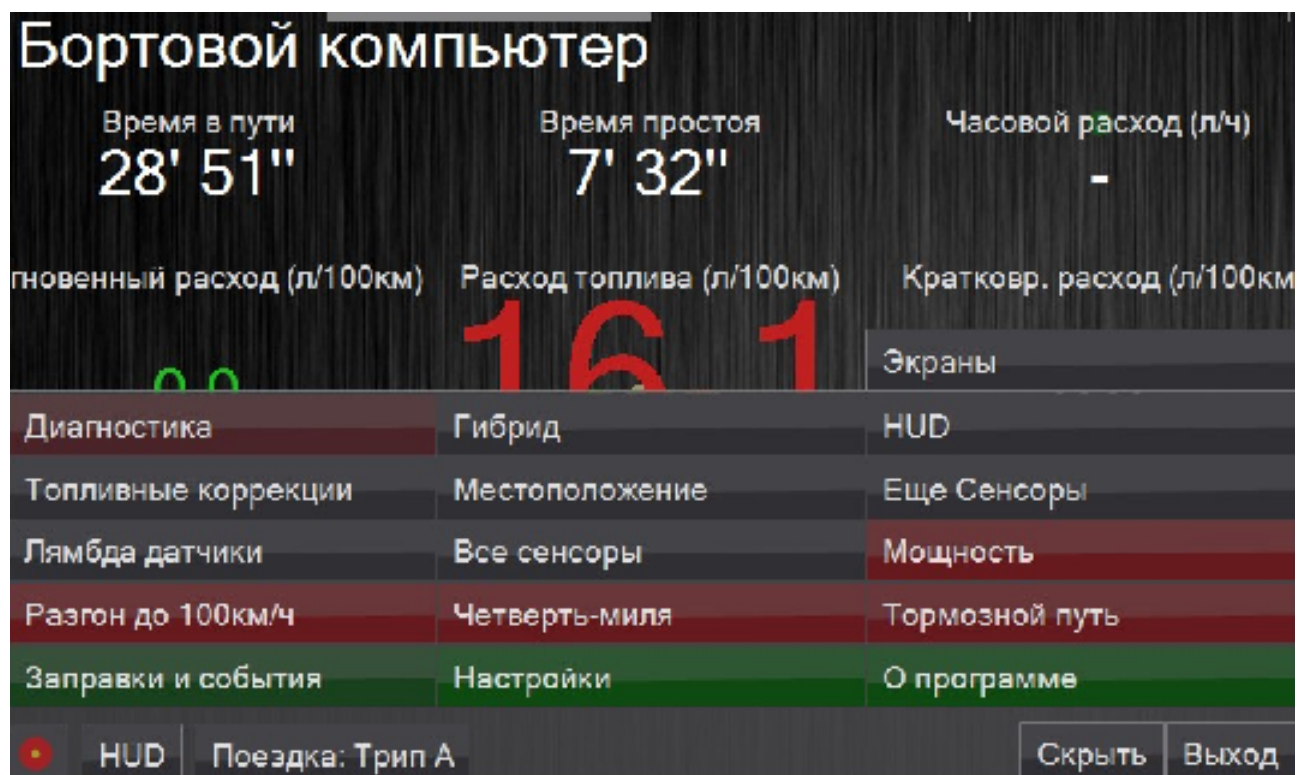 Бортовой компьютер
Время в пути Время простоя Часовой расход (л/ч)
28' 51" 7' 32" -
гновенный расход (л/100км) Расход топлива (л/100км) Кратковр. расход (л/100км
16.1
Экраны
Диагностика Гибрид HUD
Топливные коррекции Местоположение Еще Сенсоры
Лямбда датчики Все сенсоры Мощность
Разгон до 100км/ч Четверть-миля Тормозной путь
Заправки и события Настройки О программе
HUD Поездка: Трип А Скрыть Выход